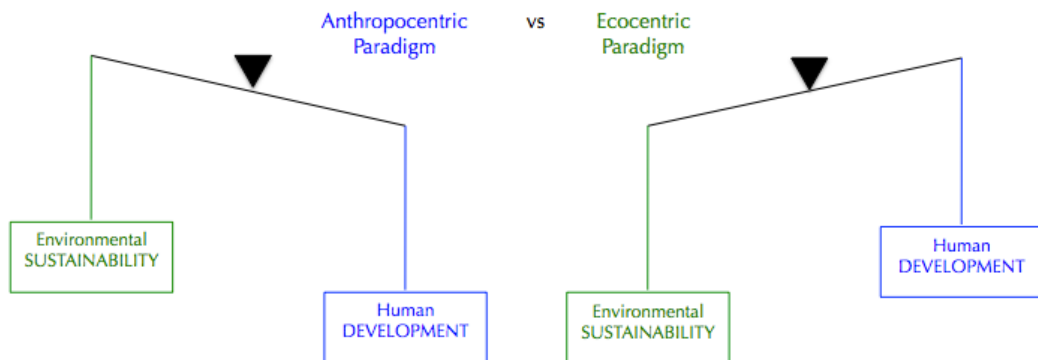 Anthropocentric Paradigm
vs
Ecocentric Paradigm
Environmental
SUSTAINABILITY
Human
DEVELOPMENT
Environmental
SUSTAINABILITY
Human
DEVELOPMENT